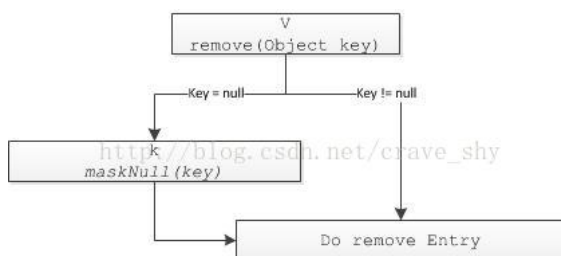 V
remove(Object key)
Key = null
Key != null
k
maskNull(key)
http://blog.csdn.net/crave_shy
Do remove Entry